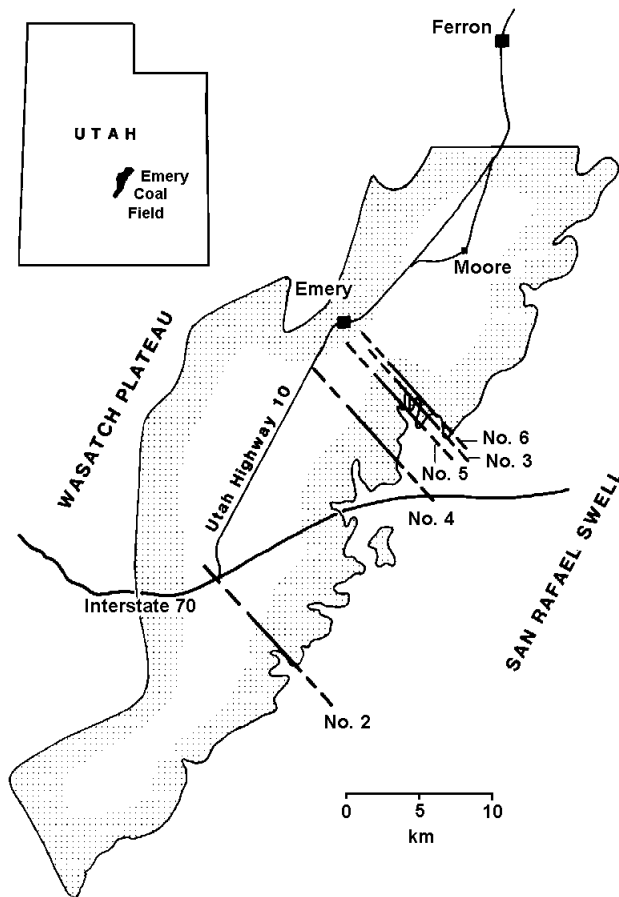 Ferron
UTAH
Emery
Coal
Field
Moore
Emery
WASATCH PLATEAU
Utah Highway 10
No. 6
No. 3
No. 5
No. 4
Interstate 70
SAN RAFAEL SWELL
No. 2
0 5 10
km